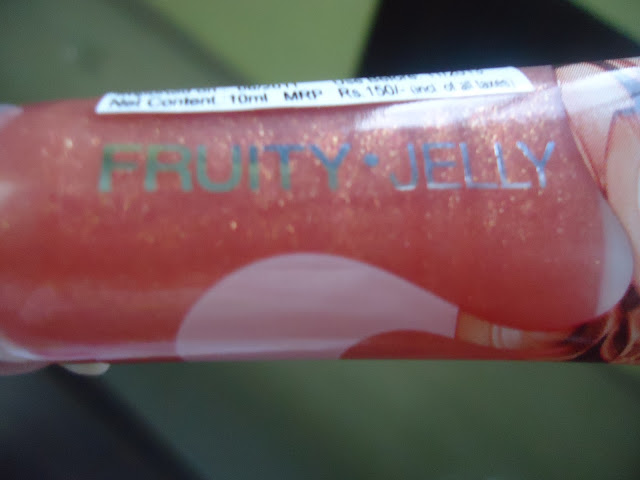 Net Content 10ml MRP Rs 150/- (incl of all taxes)
FRUITY • JELLY